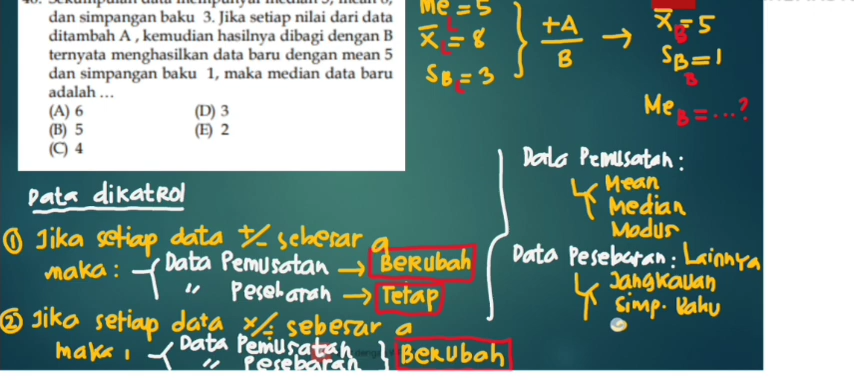 dan simpangan baku 3. Jika setiap nilai dari data
ditambah A , kemudian hasilnya dibagi dengan B
ternyata menghasilkan data baru dengan mean 5
dan simpangan baku 1, maka median data baru
adalah ...
(A) 6 (D) 3
(B) 5 (E) 2
(C) 4
Me L = 5
x̄ L = 8
S B L = 3
+A
B
→
x̄ B = 5
S B B = 1
Me B = ...?
Data dikatrol
① Jika setiap data +/- sebesar a
maka : Data Pemusatan → Berubah
" Pesebaran → Tetap
② Jika setiap data ×/÷ sebesar a
maka : Data Pemusatan
" Pesebaran
Berubah
Data Pemusatan :
Mean
Median
Modus
Data Pesebaran : Lainnya
Jangkauan
Simp. Baku